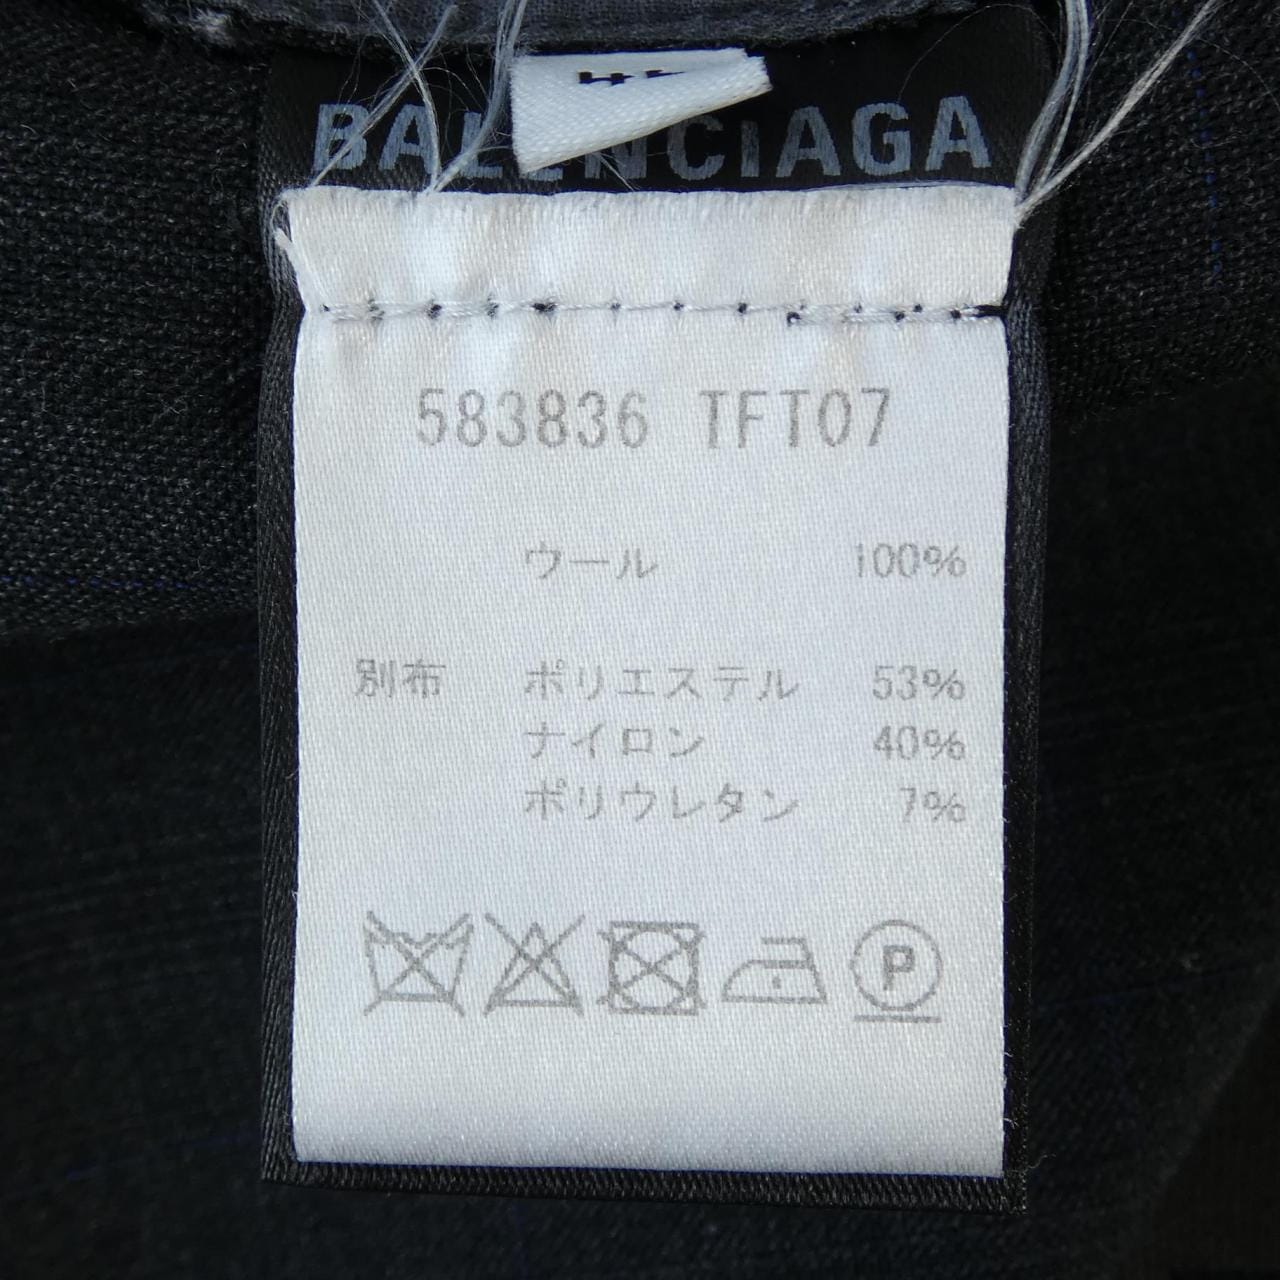 BALENCIAGA
583836 TFT07
ウール 100%
別布 ポリエステル 53%
ナイロン 40%
ポリウレタン 7%
P